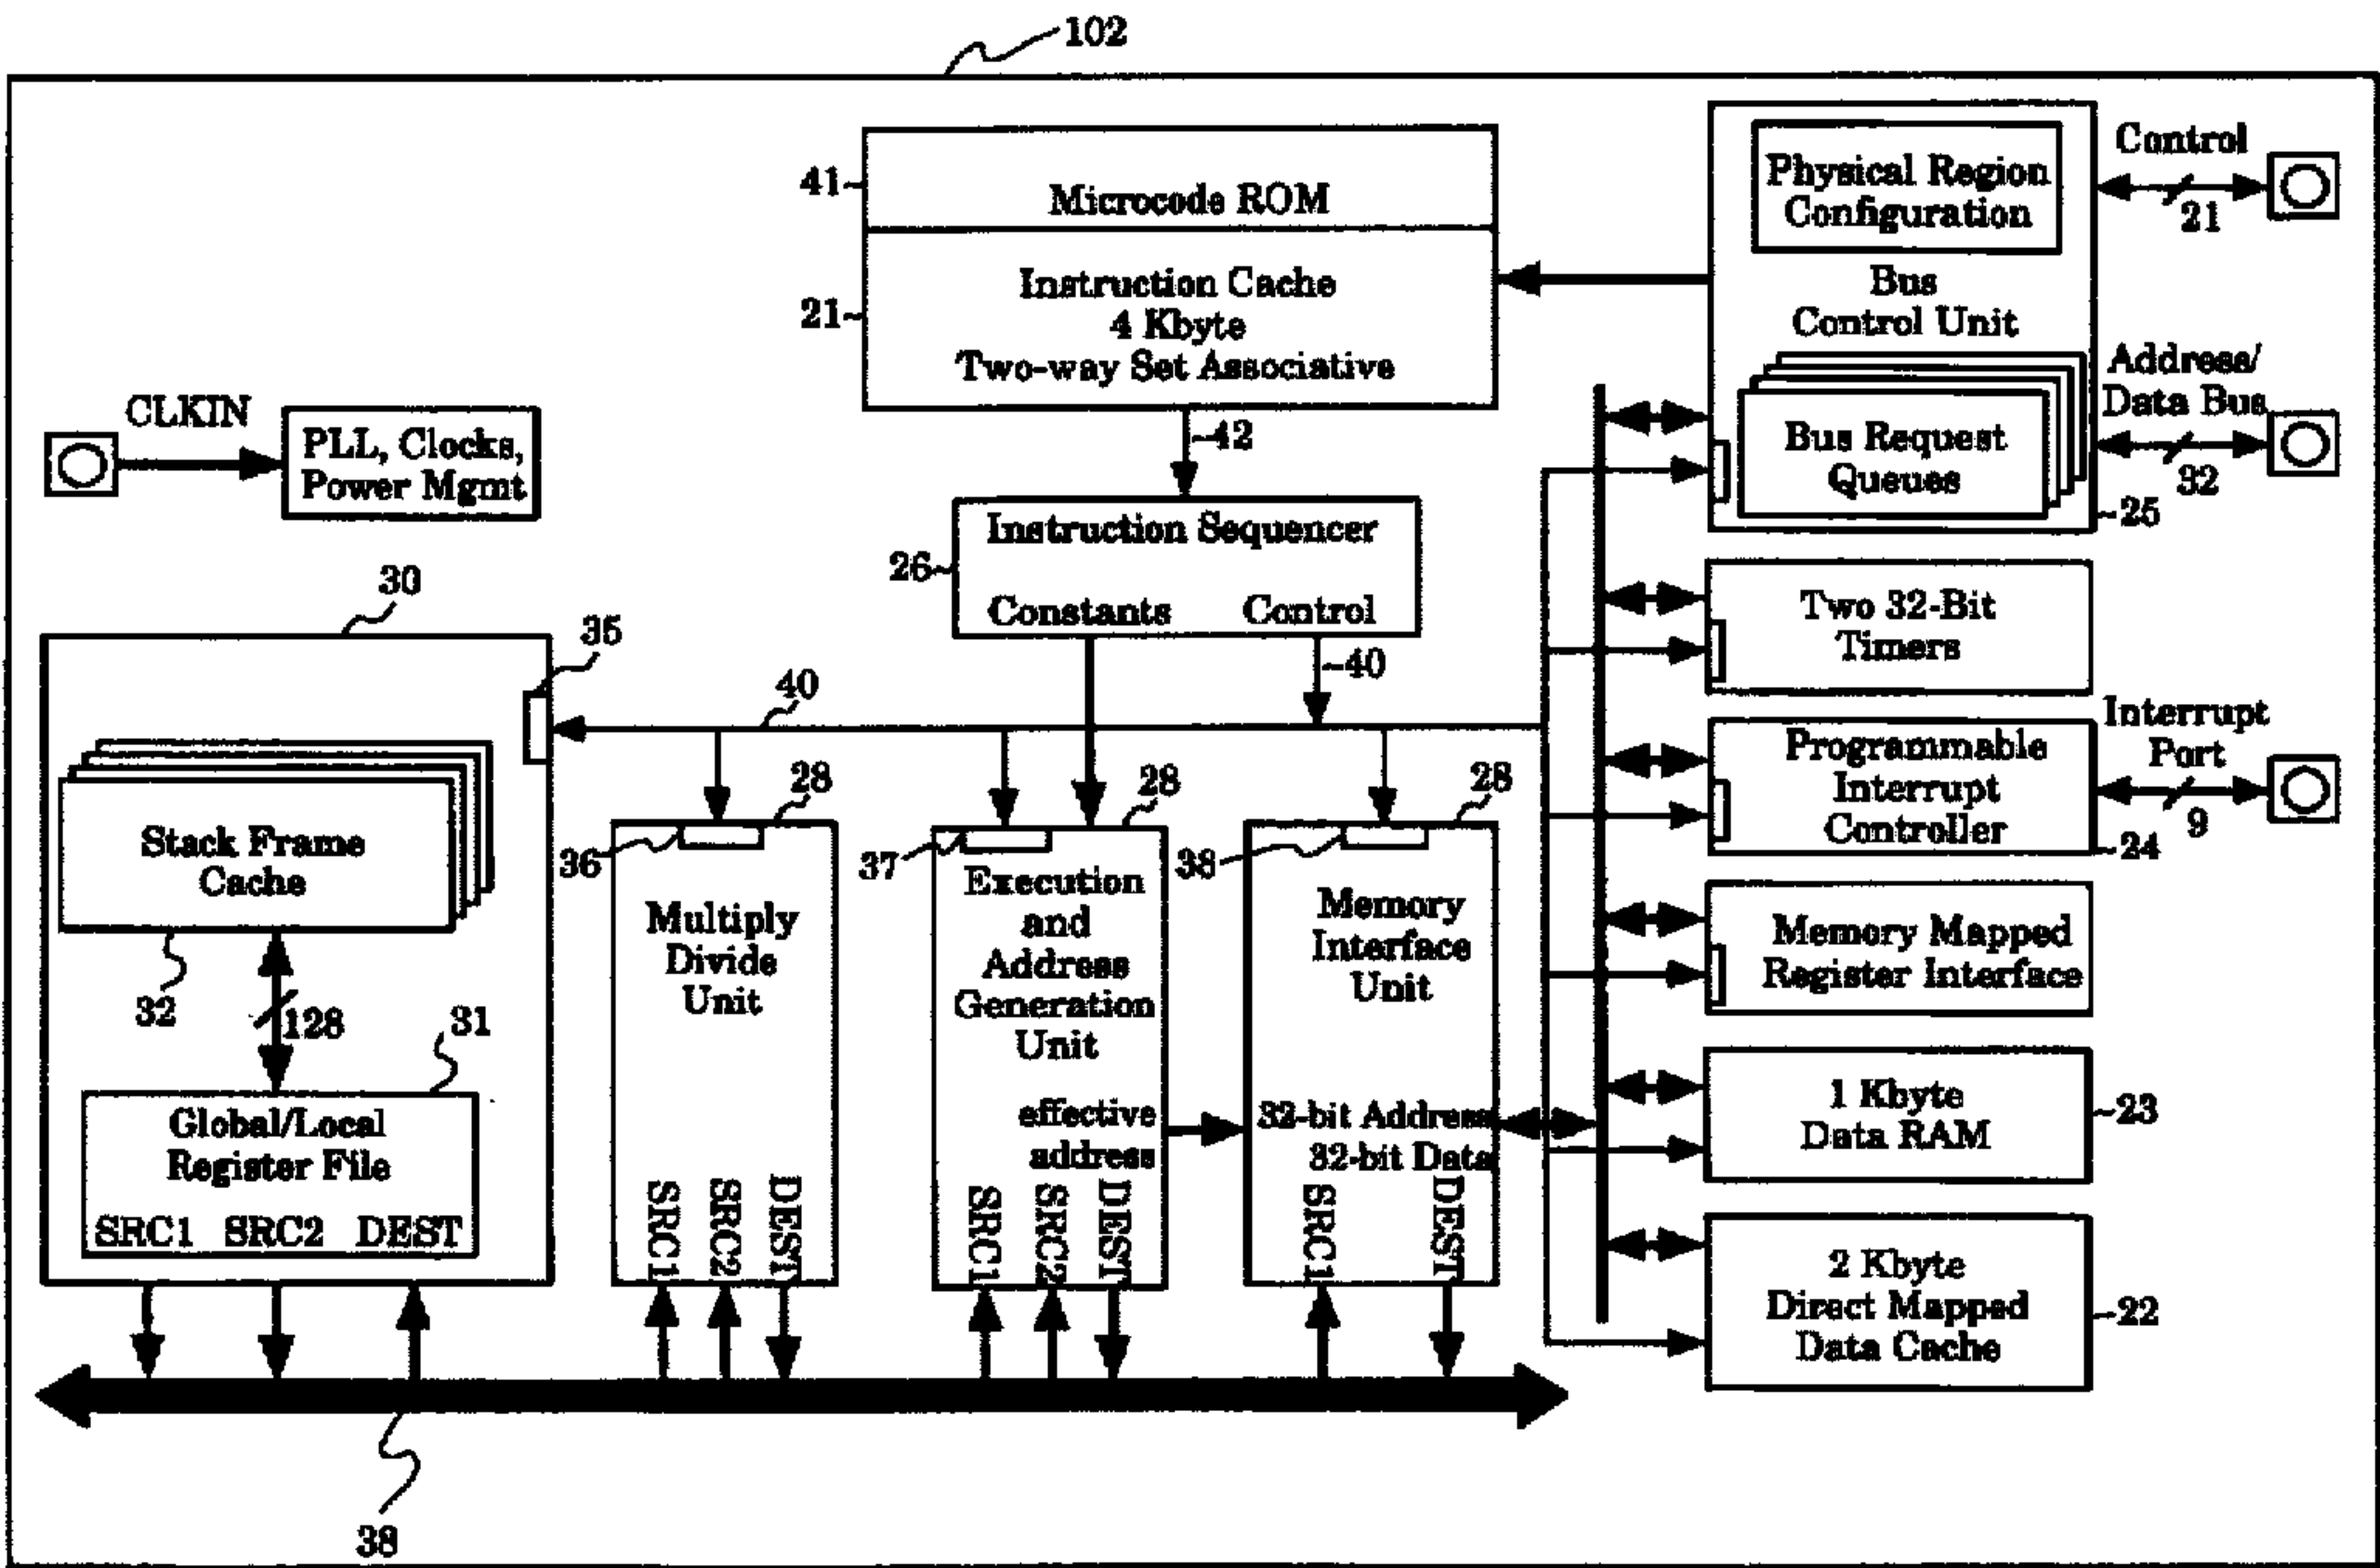 102
41
Microcode ROM
21
Instruction Cache
4 Kbyte
Two-way Set Associative
42
Physical Region
Configuration
Bus
Control Unit
Bus Request
Queues
25
Control
21
Address/
Data Bus
32
CLKIN
PLL, Clocks,
Power Mgmt
26
Instruction Sequencer
Constants Control
40
40
30
35
Stack Frame
Cache
32
128
31
Global/Local
Register File
SRC1 SRC2 DEST
28
36
Multiply
Divide
Unit
SRC1
SRC2
DEST
28
37
Execution
and
Address
Generation
Unit
effective
address
SRC1
SRC2
DEST
28
38
Memory
Interface
Unit
32-bit Address
32-bit Data
SRC1
DEST
Two 32-Bit
Timers
Programmable
Interrupt
Controller
24
Interrupt
Port
9
Memory Mapped
Register Interface
1 Kbyte
Data RAM
23
2 Kbyte
Direct Mapped
Data Cache
22
38